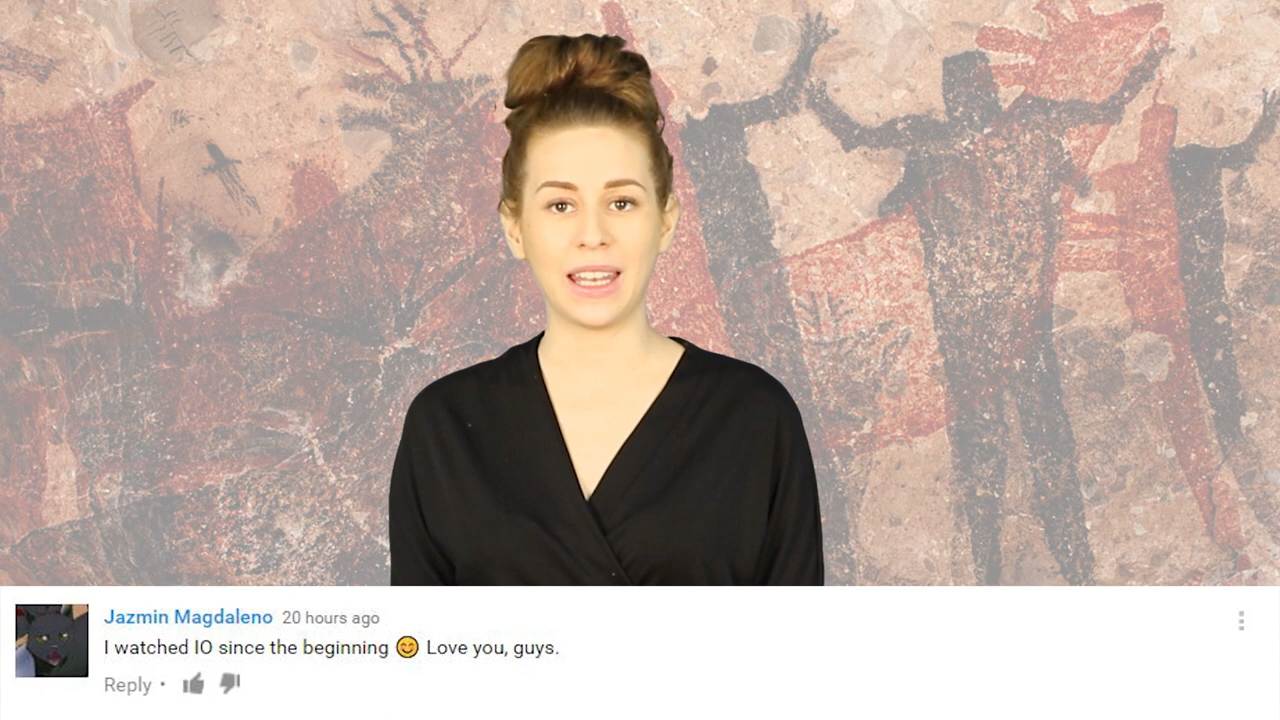 Jazmin Magdaleno 20 hours ago
I watched IO since the beginning 😊 Love you, guys.
Reply •